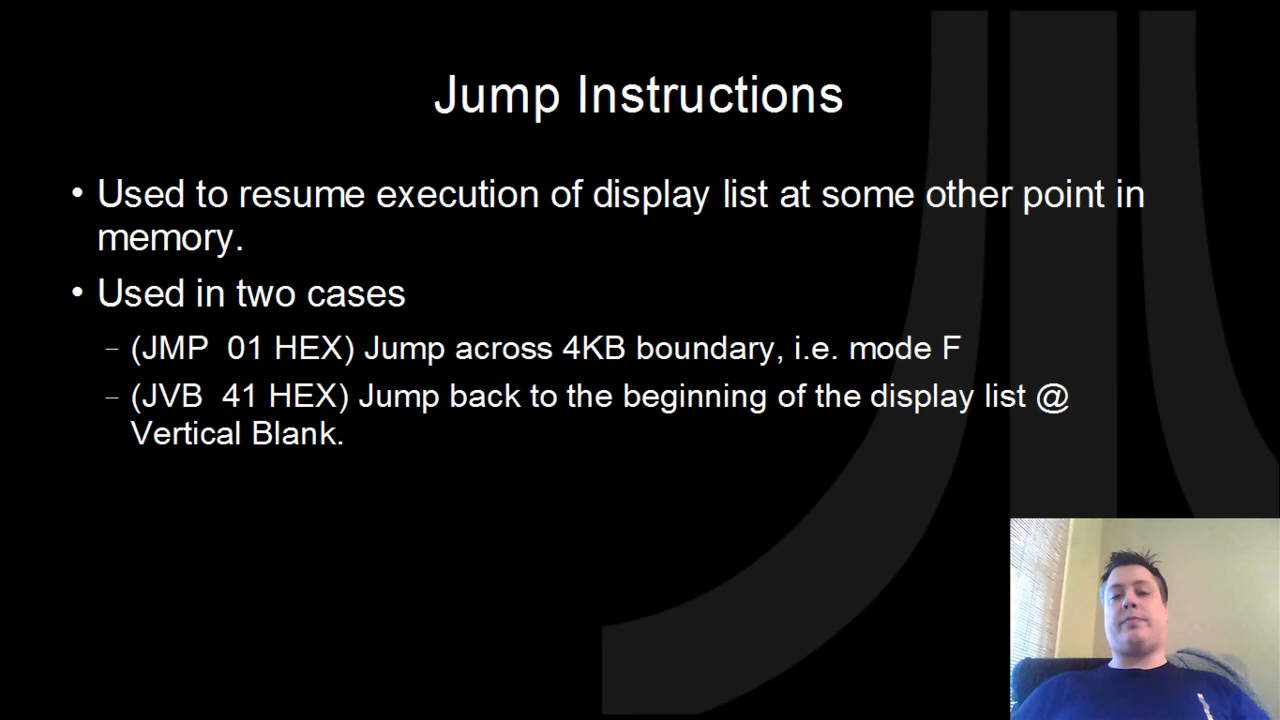 Jump Instructions
• Used to resume execution of display list at some other point in
memory.
• Used in two cases
– (JMP  01 HEX) Jump across 4KB boundary, i.e. mode F
– (JVB  41 HEX) Jump back to the beginning of the display list @
Vertical Blank.